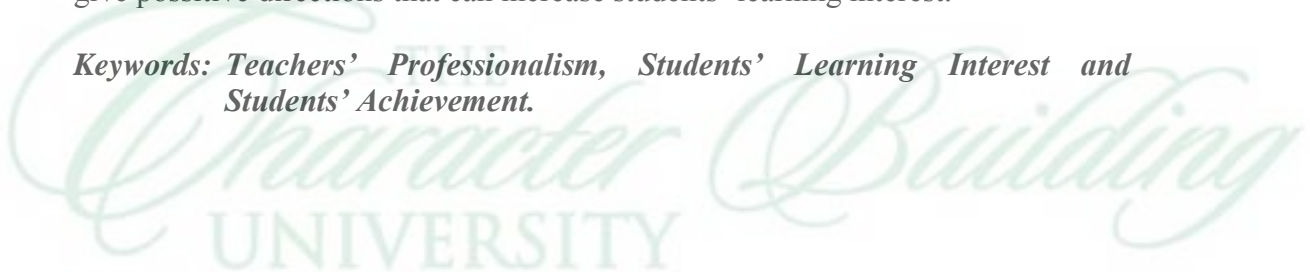 give possitive directions that can increase students' learning interest.
Keywords: Teachers' Professionalism, Students' Learning Interest and
Students' Achievement.
THE
Character Building
UNIVERSITY